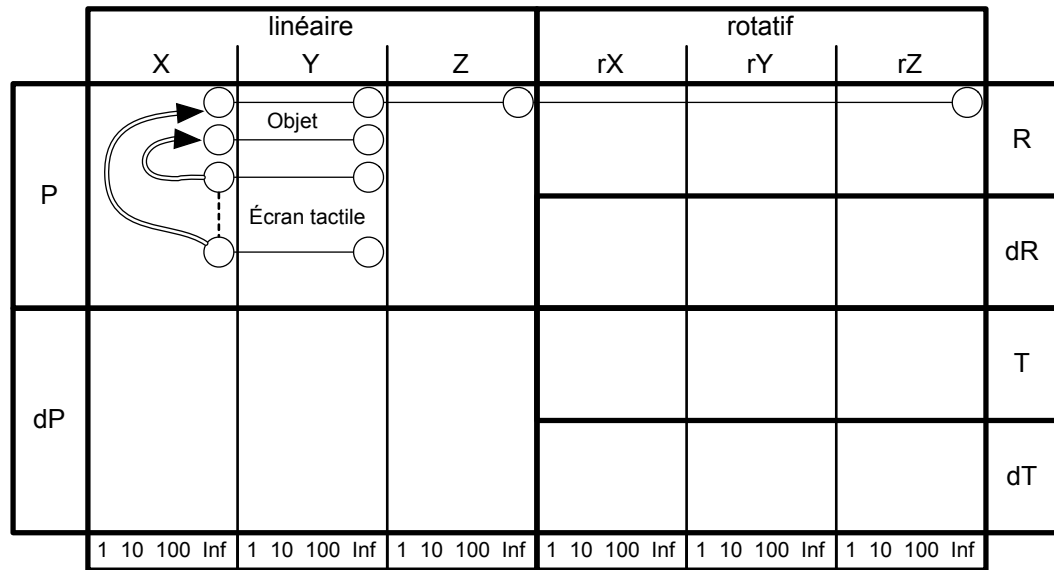 linéaire rotatif
X Y Z rX rY rZ
Objet
R
P
Écran tactile
dR
T
dP
dT
1 10 100 Inf 1 10 100 Inf 1 10 100 Inf 1 10 100 Inf 1 10 100 Inf 1 10 100 Inf